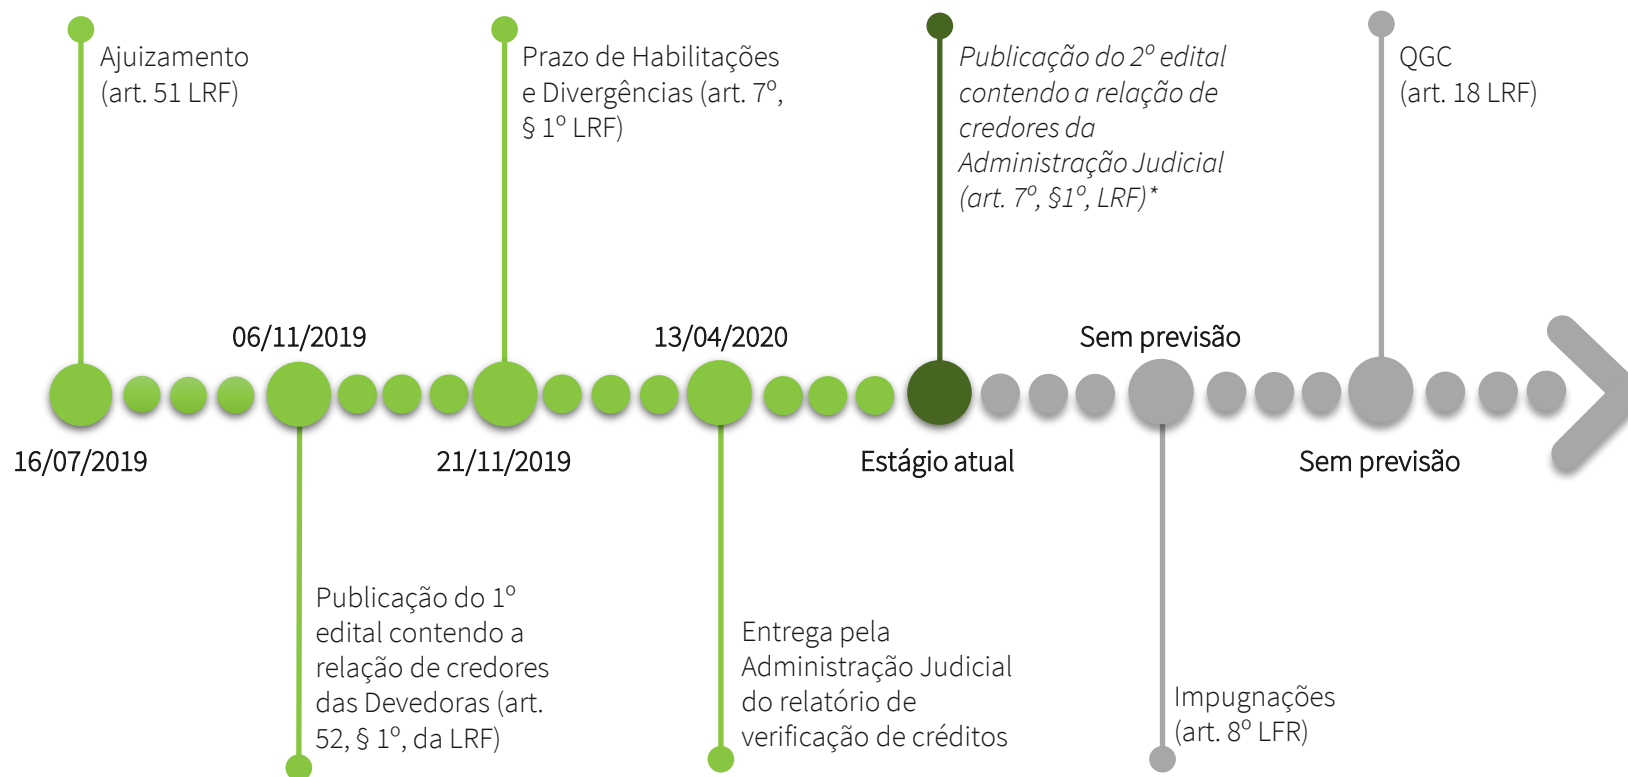 Ajuizamento
(art. 51 LRF)
Prazo de Habilitações
e Divergências (art. 7º,
§ 1º LRF)
Publicação do 2º edital
contendo a relação de
credores da
Administração Judicial
(art. 7º, §1º, LRF)*
QGC
(art. 18 LRF)
06/11/2019
13/04/2020
Sem previsão
16/07/2019
21/11/2019
Estágio atual
Sem previsão
Publicação do 1º
edital contendo a
relação de credores
das Devedoras (art.
52, § 1º, da LRF)
Entrega pela
Administração Judicial
do relatório de
verificação de créditos
Impugnações
(art. 8º LFR)